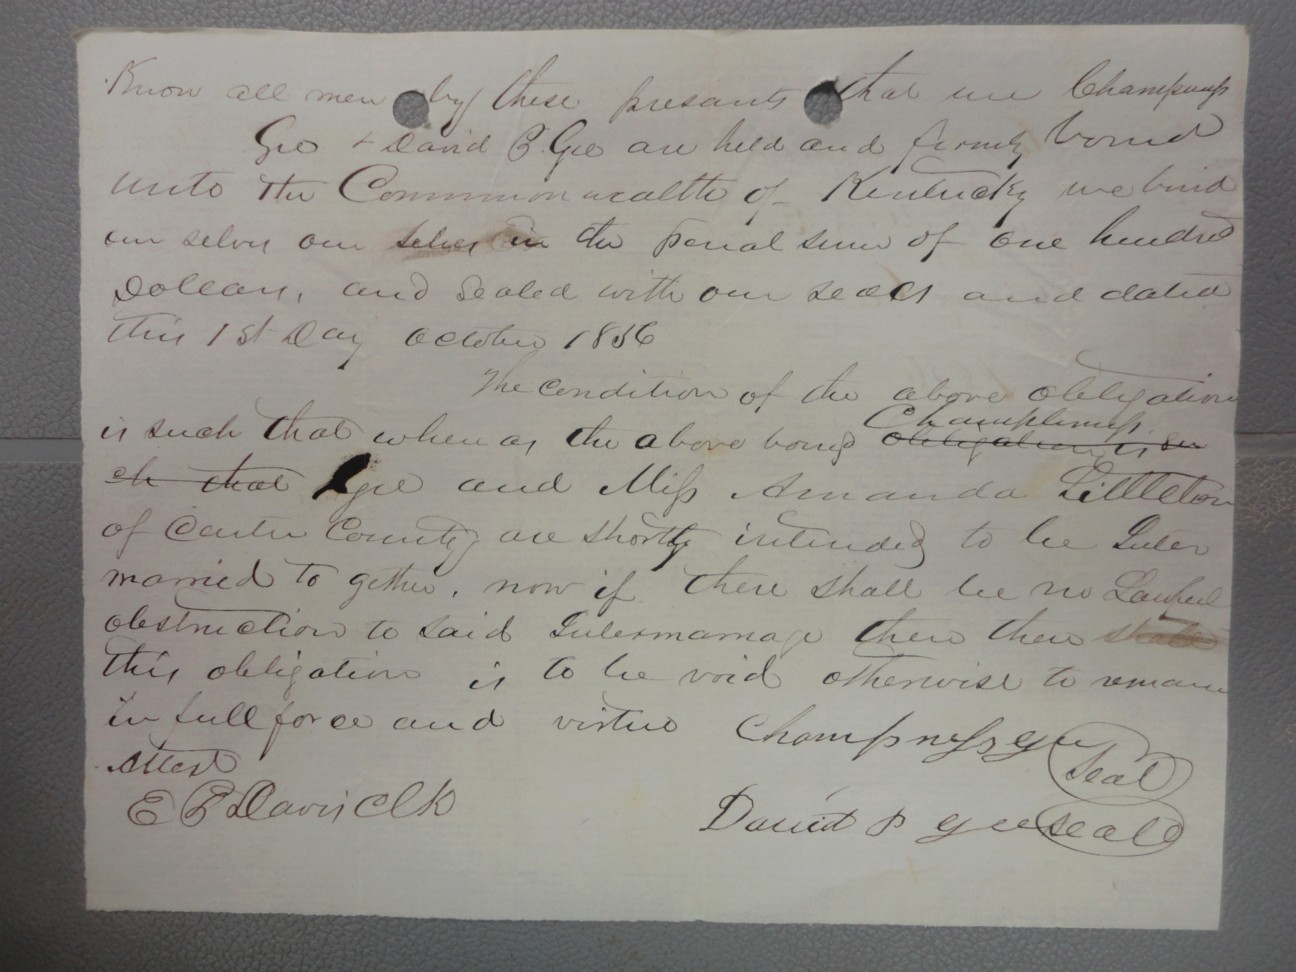 Know all men by these presants that we Champness
Gee + David P. Gee are held and firmly bound
unto the Commonwealth of Kentucky we bind
our selvs our selves in the penal sum of one hundred
Dollars, and sealed with our seals and dated
this 1st Day October 1856
The Condition of the above obligation
is such that when as the above bound Champness obligation is su
ch that Gee and Miss Amanda Littleton
of Carter County are shortly intended to be Inter
married to gether, now if there shall be no Lawful
obstruction to said Intermarriage then then shall
this obligation is to be void otherwise to remain
in full force and virtue Champness Gee Seal
Attest
E P Davis Clk
David P Gee Seal